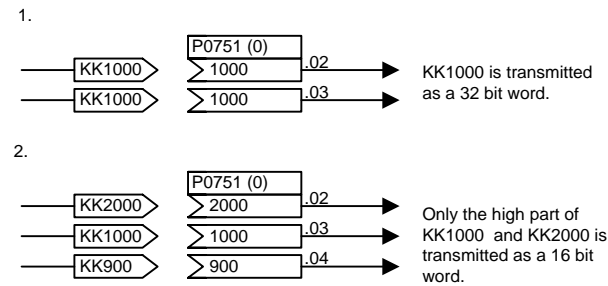 1.
P0751 (0)
KK1000 1000 .02
KK1000 1000 .03
KK1000 is transmitted
as a 32 bit word.
2.
P0751 (0)
KK2000 2000 .02
KK1000 1000 .03
KK900 900 .04
Only the high part of
KK1000 and KK2000 is
transmitted as a 16 bit
word.